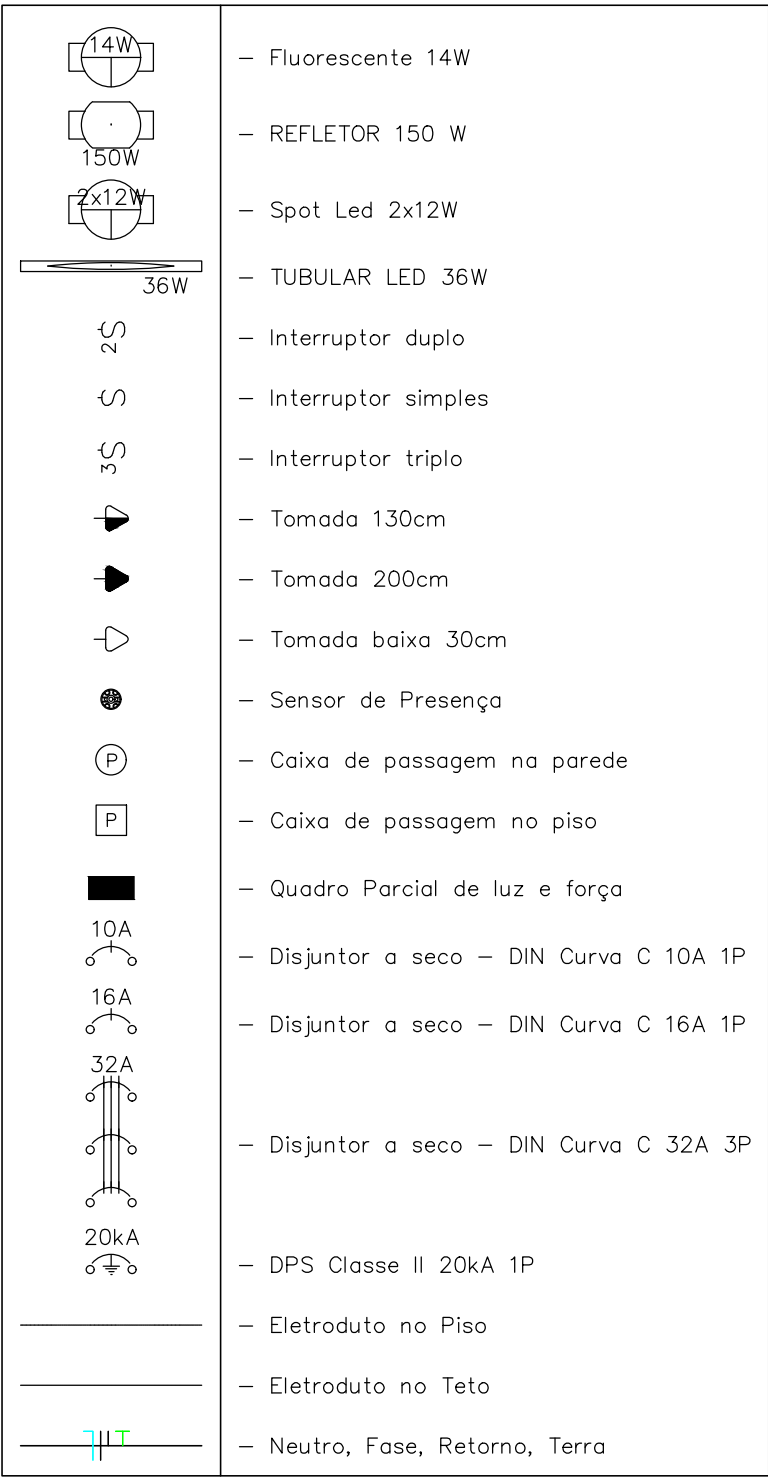 14W
- Fluorescente 14W
150W
- REFLETOR 150 W
2x12W
- Spot Led 2x12W
36W
- TUBULAR LED 36W
2S
- Interruptor duplo
S
- Interruptor simples
3S
- Interruptor triplo
- Tomada 130cm
- Tomada 200cm
- Tomada baixa 30cm
- Sensor de Presença
P
- Caixa de passagem na parede
P
- Caixa de passagem no piso
- Quadro Parcial de luz e força
10A
- Disjuntor a seco - DIN Curva C 10A 1P
16A
- Disjuntor a seco - DIN Curva C 16A 1P
32A
- Disjuntor a seco - DIN Curva C 32A 3P
20kA
- DPS Classe II 20kA 1P
- Eletroduto no Piso
- Eletroduto no Teto
- Neutro, Fase, Retorno, Terra